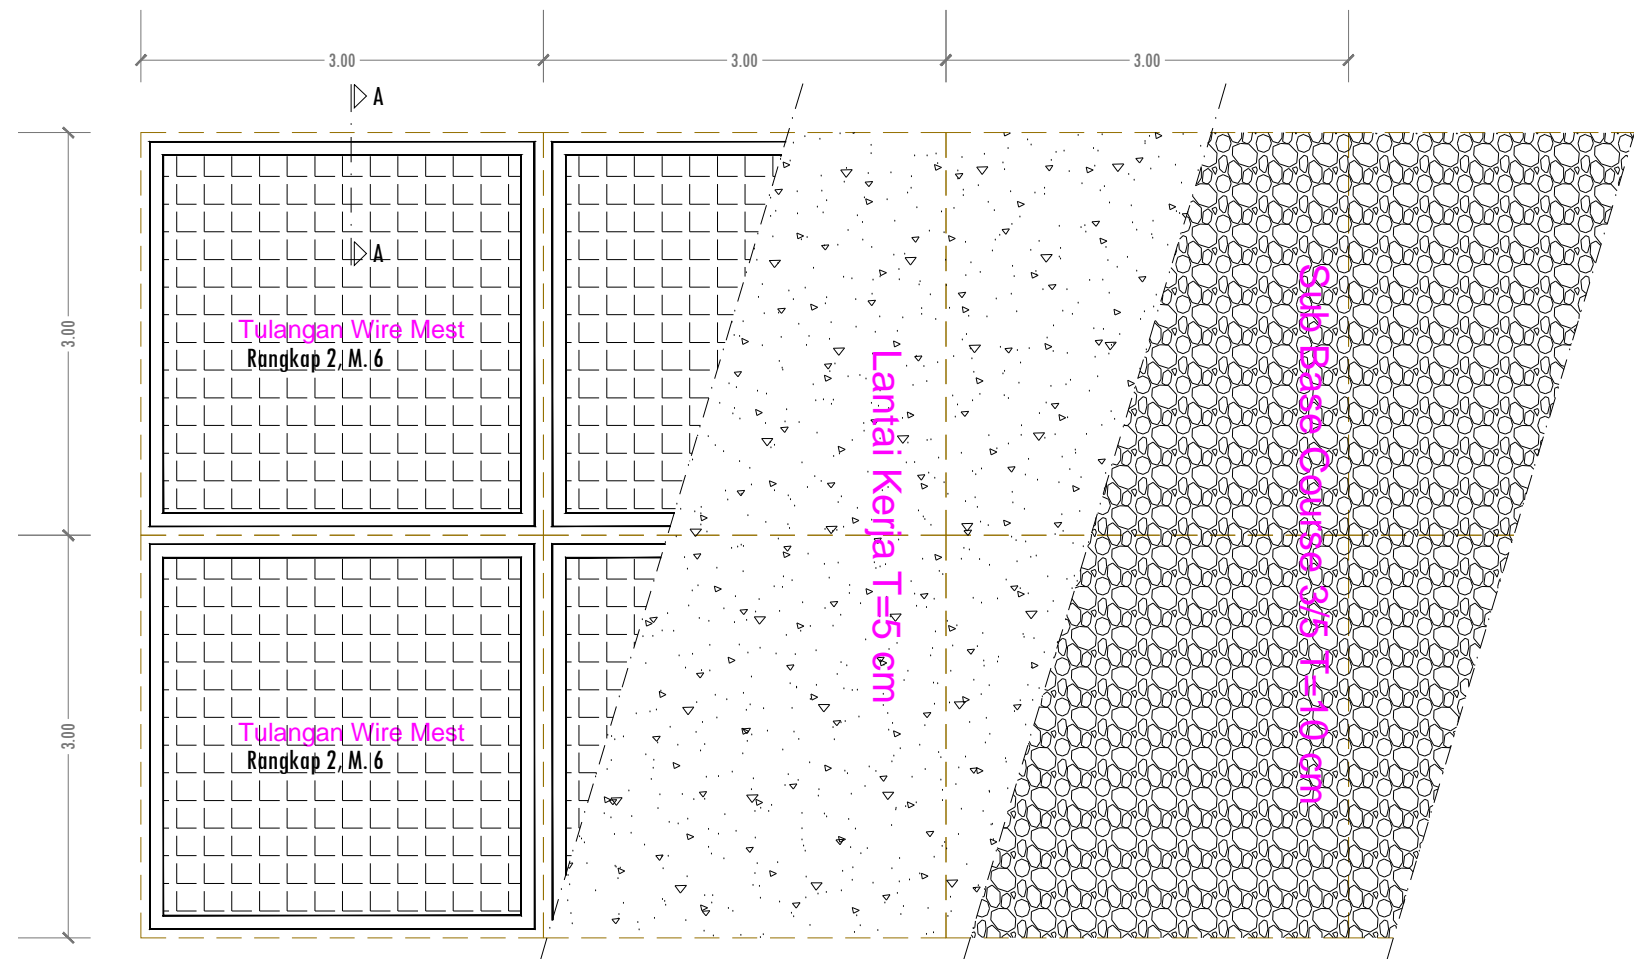 3.00
3.00
3.00
A
A
3.00
Tulangan Wire Mest
Rangkap 2, M. 6
Lantai Kerja T=5 cm
Sub Base Course 3/5 T=10 cm
3.00
Tulangan Wire Mest
Rangkap 2, M. 6